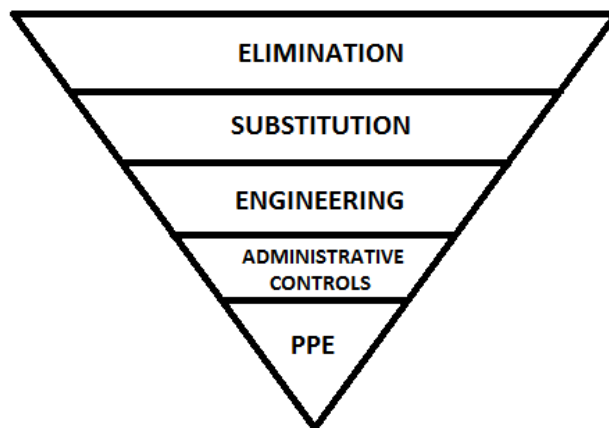 ELIMINATION
SUBSTITUTION
ENGINEERING
ADMINISTRATIVE
CONTROLS
PPE